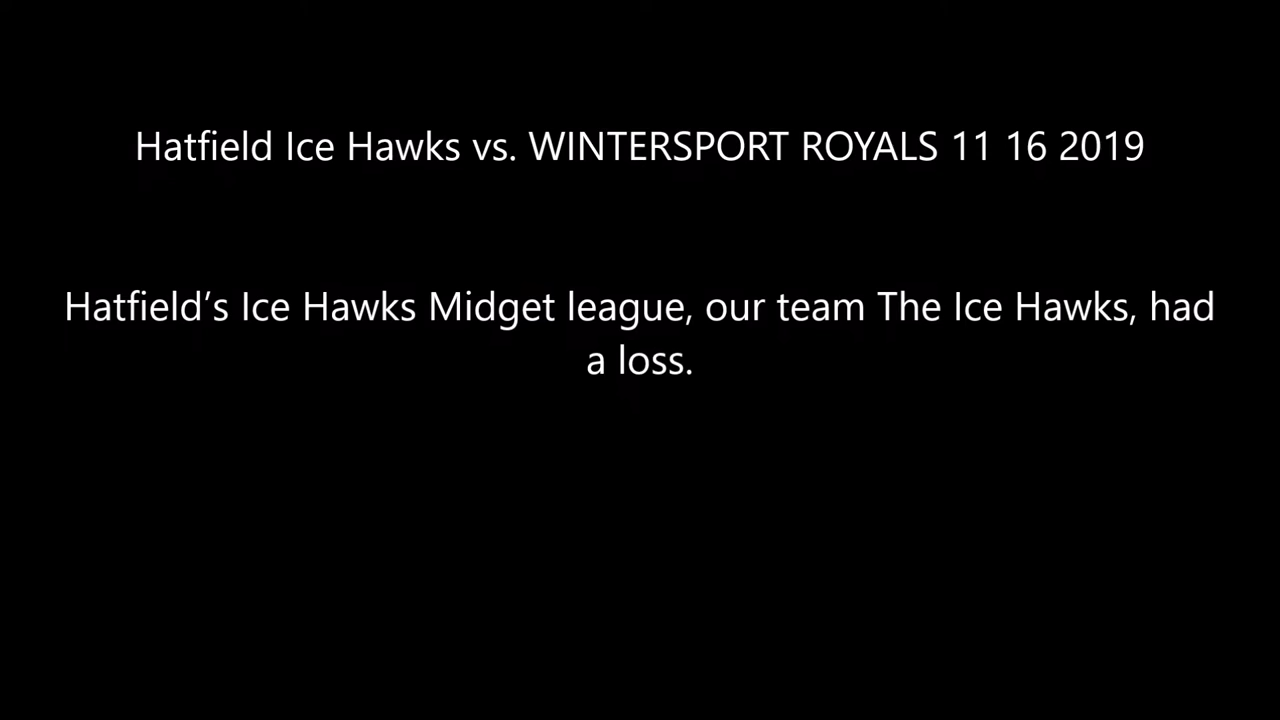 Hatfield Ice Hawks vs. WINTERSPORT ROYALS 11 16 2019
Hatfield’s Ice Hawks Midget league, our team The Ice Hawks, had
a loss.